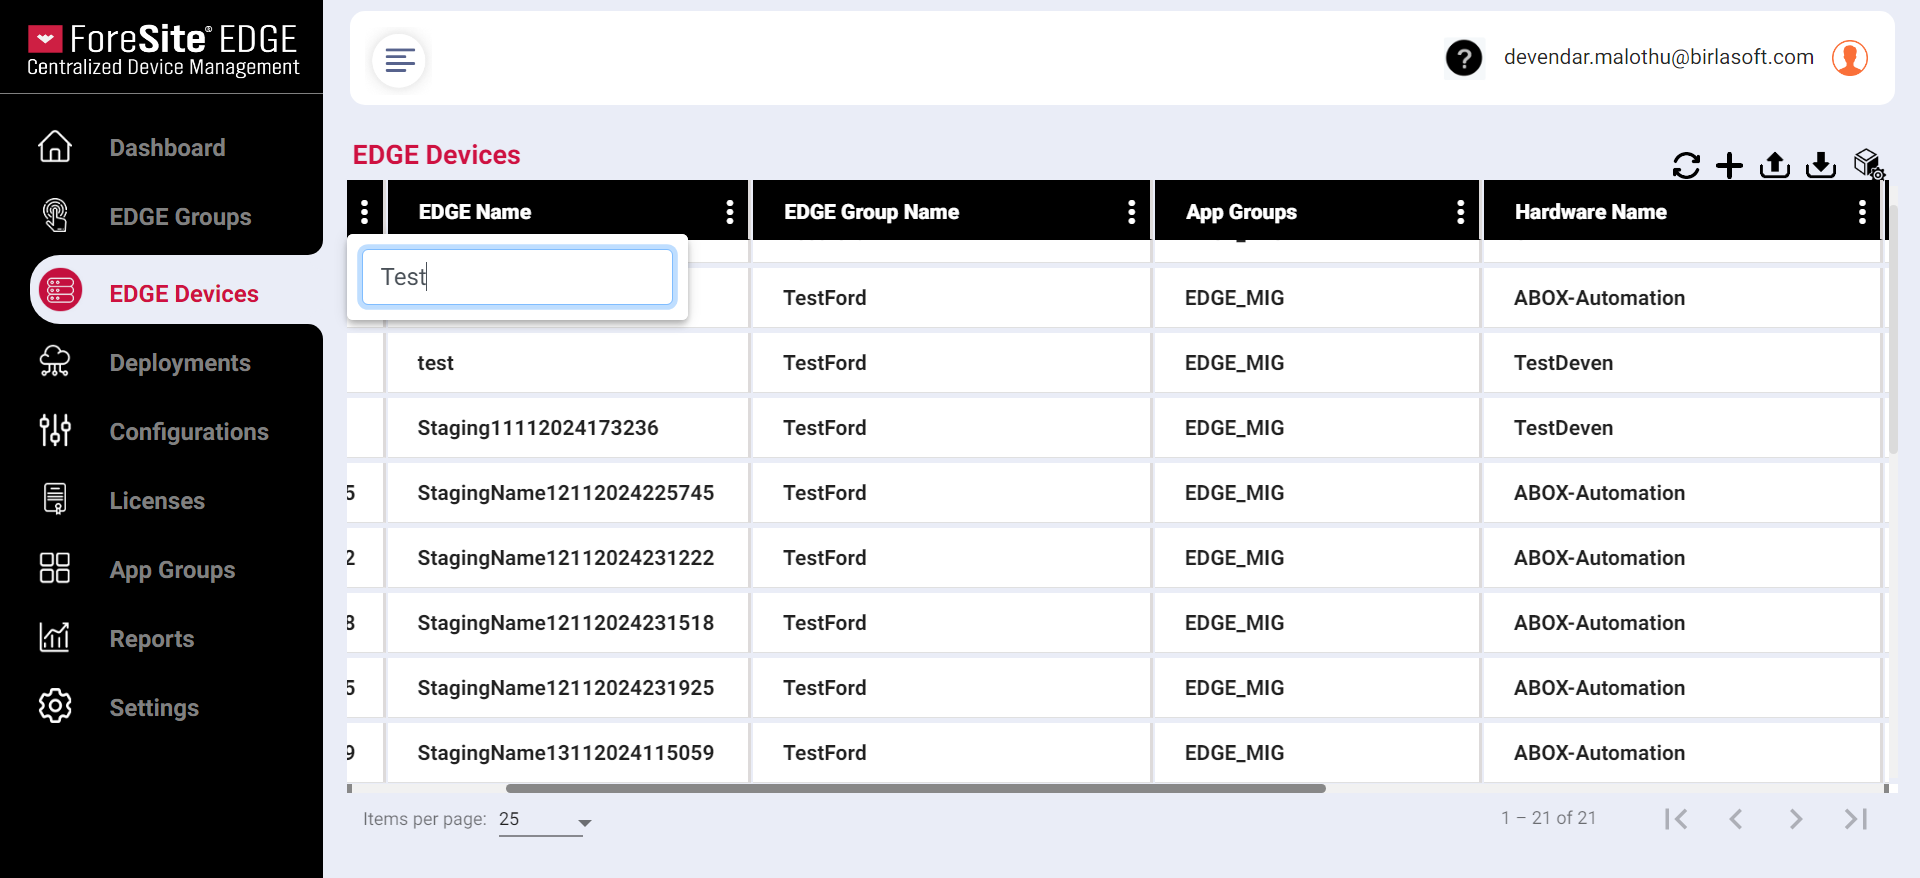 ForeSite® EDGE
Centralized Device Management
? devendar.malothu@birlasoft.com
Dashboard
EDGE Groups
EDGE Devices
Deployments
Configurations
Licenses
App Groups
Reports
Settings
EDGE Devices
EDGE Name EDGE Group Name App Groups Hardware Name
Test
TestFord EDGE_MIG ABOX-Automation
test TestFord EDGE_MIG TestDeven
Staging11112024173236 TestFord EDGE_MIG TestDeven
5 StagingName12112024225745 TestFord EDGE_MIG ABOX-Automation
2 StagingName12112024231222 TestFord EDGE_MIG ABOX-Automation
8 StagingName12112024231518 TestFord EDGE_MIG ABOX-Automation
5 StagingName12112024231925 TestFord EDGE_MIG ABOX-Automation
9 StagingName13112024115059 TestFord EDGE_MIG ABOX-Automation
Items per page: 25
1 – 21 of 21